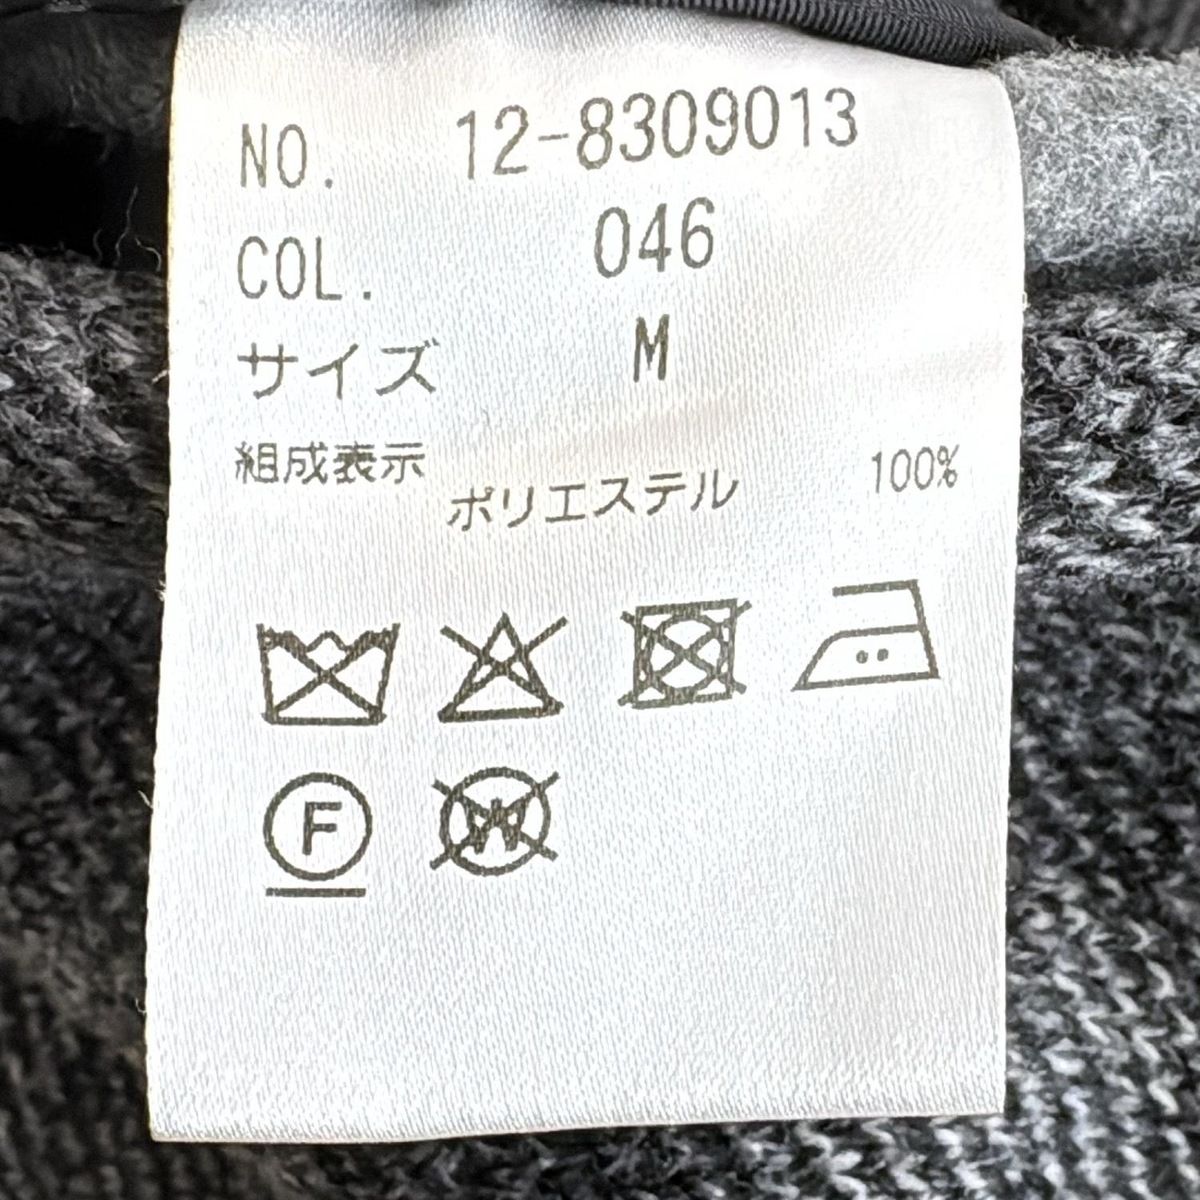 NO. 12-8309013
COL. 046
サイズ M
組成表示
ポリエステル 100%
F
W